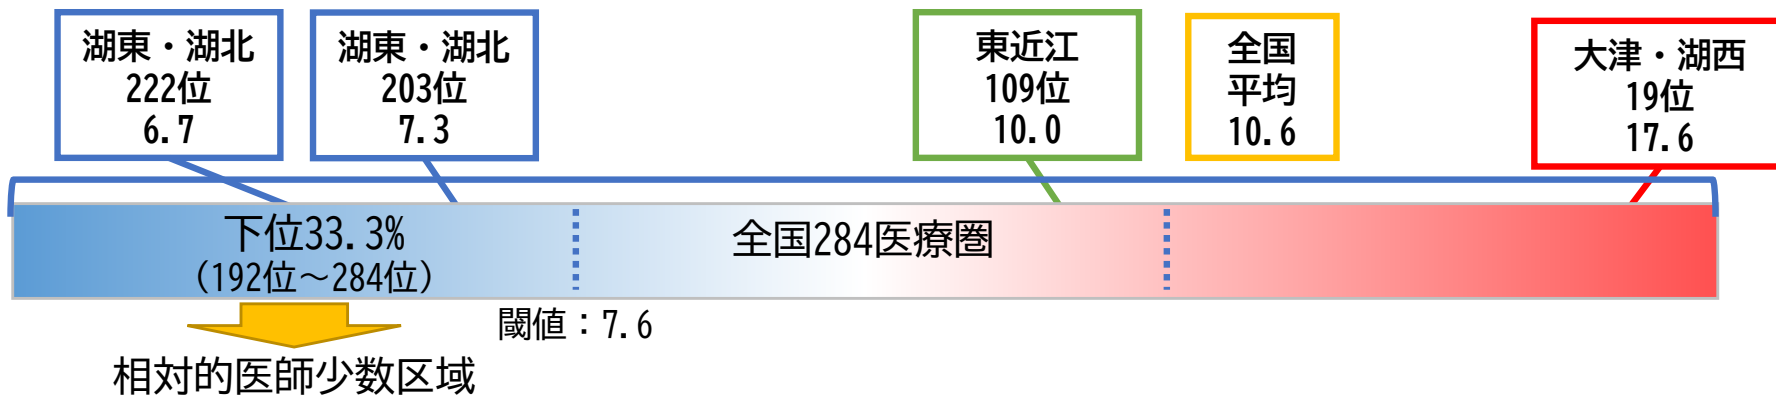 湖東・湖北
222位
6.7
湖東・湖北
203位
7.3
東近江
109位
10.0
全国
平均
10.6
大津・湖西
19位
17.6
下位33.3%
（192位～284位）
全国284医療圏
閾値：7.6
相対的医師少数区域